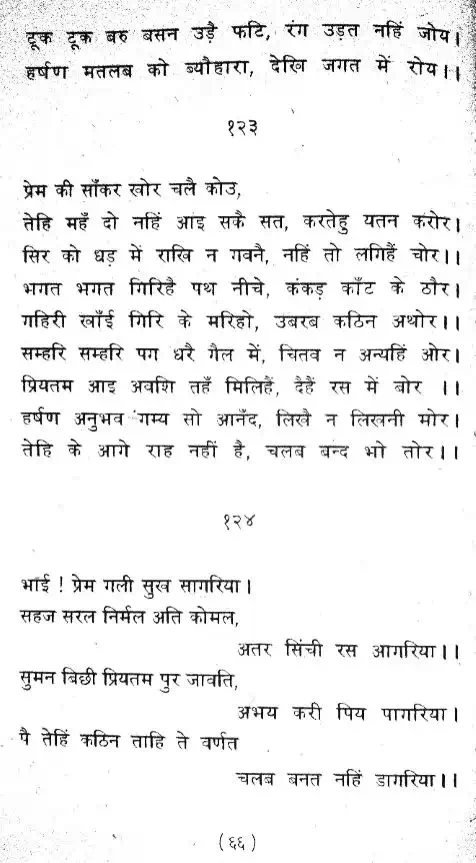 टूक टूक बरु बसन उड़ै फटि, रंग उड़त नहिं जोय।
हर्षण मतलब को ब्यौहारा, देखि जगत में रोय।।
१२३
प्रेम की साँकर खोर चलै कोउ,
तेहि महँ दो नहिं आइ सकै सत, करतेहु यतन करोर।
सिर को धड़ में राखि न गवनै, नहिं तो लगिहैं चोर।।
भगत भगत गिरिहै पथ नीचे, कंकड़ काँट के ठौर।
गहिरी खाँई गिरि के मरिहो, उबरब कठिन अथोर।।
सम्हरि सम्हरि पग धरै गैल में, चितव न अन्यहिं ओर।
प्रियतम आइ अवशि तहँ मिलिहैं, दैहैं रस में बोर ।।
हर्षण अनुभव गम्य सो आनँद, लिखै न लिखनी मोर।
तेहि के आगे राह नहीं है, चलब बन्द भो तोर।।
१२४
भाई ! प्रेम गली सुख सागरिया।
सहज सरल निर्मल अति कोमल,
अतर सिंची रस आगरिया।।
सुमन बिछी प्रियतम पुर जावति,
अभय करी पिय पागरिया।
पै तेहिं कठिन ताहि ते वर्णत
चलब बनत नहिं डागरिया।।
(६६)